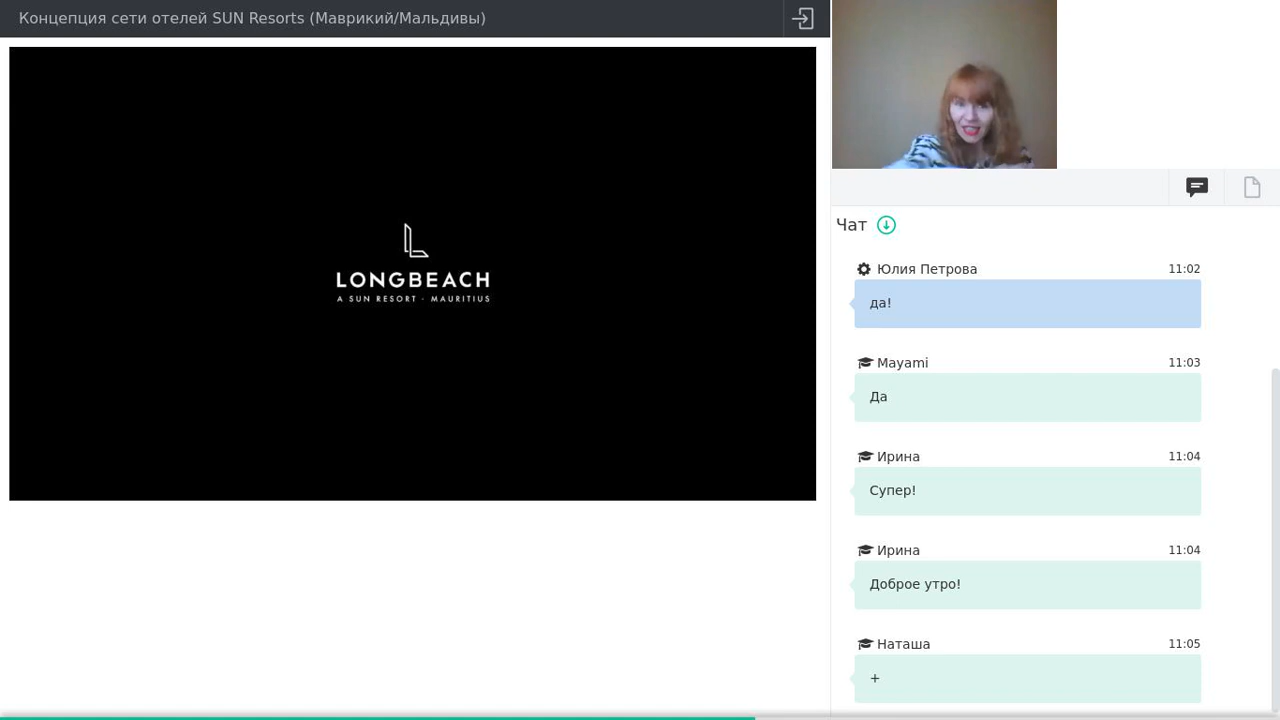 Концепция сети отелей SUN Resorts (Маврикий/Мальдивы)
LONGBEACH
A SUN RESORT - MAURITIUS
Чат
Юлия Петрова 11:02
да!
Mayami 11:03
Да
Ирина 11:04
Супер!
Ирина 11:04
Доброе утро!
Наташа 11:05
+